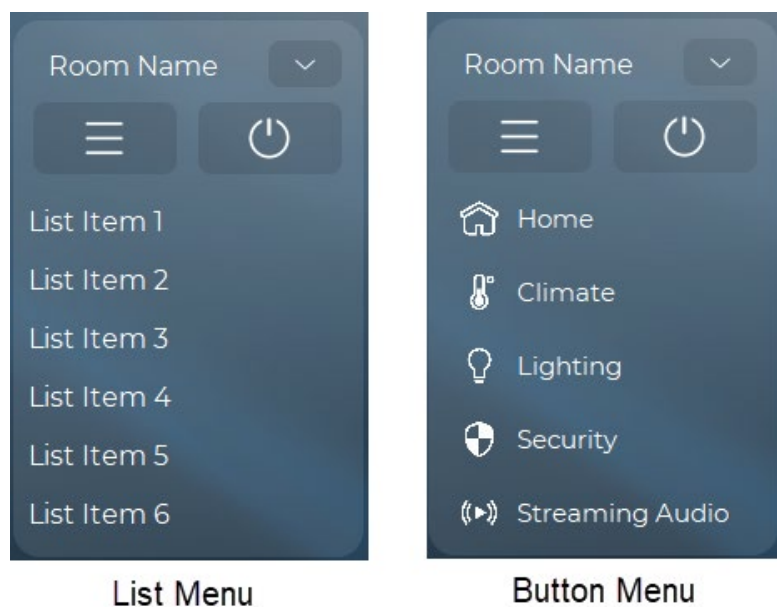 Room Name
List Item 1
List Item 2
List Item 3
List Item 4
List Item 5
List Item 6
List Menu
Room Name
Home
Climate
Lighting
Security
Streaming Audio
Button Menu